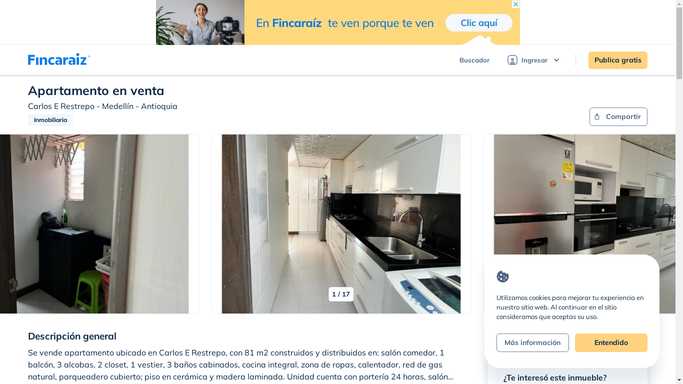 En Fincaraíz te ven porque te ven
Clic aquí
Fincaraíz
Buscador
Ingresar
Publica gratis
Apartamento en venta
Carlos E Restrepo - Medellín - Antioquia
Inmobiliaria
Compartir
1 / 17
Utilizamos cookies para mejorar tu experiencia en
nuestro sitio web. Al continuar en el sitio
consideramos que aceptas su uso.
Más información
Entendido
Descripción general
Se vende apartamento ubicado en Carlos E Restrepo, con 81 m2 construidos y distribuidos en: salón comedor, 1
balcón, 3 alcobas, 2 closet, 1 vestier, 3 baños cabinados, cocina integral, zona de ropas, calentador, red de gas
natural, parqueadero cubierto; piso en cerámica y madera laminada. Unidad cuenta con portería 24 horas, salón...
¿Te interesó este inmueble?